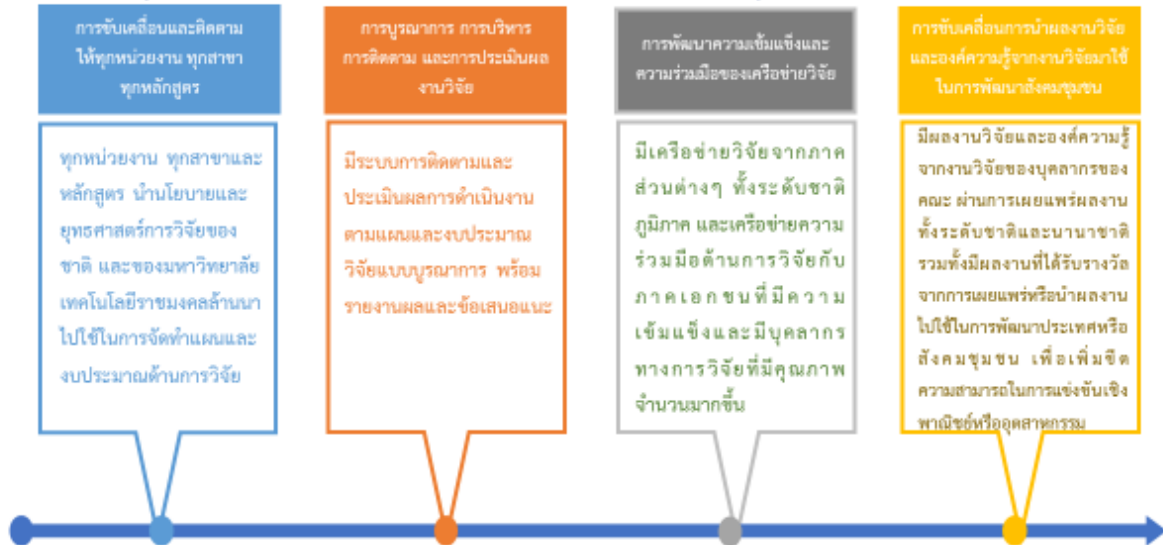 การขับเคลื่อนและติดตาม
ให้ทุกหน่วยงาน ทุกสาขา
ทุกหลักสูตร
ทุกหน่วยงาน ทุกสาขาและ
หลักสูตร นำนโยบายและ
ยุทธศาสตร์การวิจัยของ
ชาติ และของมหาวิทยาลัย
เทคโนโลยีราชมงคลล้านนา
ไปใช้ในการจัดทำแผนและ
งบประมาณด้านการวิจัย
การบูรณาการ การบริหาร
การติดตาม และการประเมินผล
งานวิจัย
มีระบบการติดตามและ
ประเมินผลการดำเนินงาน
ตามแผนและงบประมาณ
วิจัยแบบบูรณาการ พร้อม
รายงานผลและข้อเสนอแนะ
การพัฒนาความเข้มแข็งและ
ความร่วมมือของเครือข่ายวิจัย
มีเครือข่ายวิจัยจากภาค
ส่วนต่างๆ ทั้งระดับชาติ
ภูมิภาค และเครือข่ายความ
ร่วมมือด้านการวิจัยกับ
ภาคเอกชนที่มีความ
เข้มแข็งและมีบุคลากร
ทางการวิจัยที่มีคุณภาพ
จำนวนมากขึ้น
การขับเคลื่อนการนำผลงานวิจัย
และองค์ความรู้จากงานวิจัยมาใช้
ในการพัฒนาสังคมชุมชน
มีผลงานวิจัยและองค์ความรู้
จากงานวิจัยของบุคลากรของ
คณะ ผ่านการเผยแพร่ผลงาน
ทั้งระดับชาติและนานาชาติ
รวมทั้งมีผลงานที่ได้รับรางวัล
จากการเผยแพร่หรือนำผลงาน
ไปใช้ในการพัฒนาประเทศหรือ
สังคมชุมชน เพื่อเพิ่มขีด
ความสามารถในการแข่งขันเชิง
พาณิชย์หรืออุตสาหกรรม